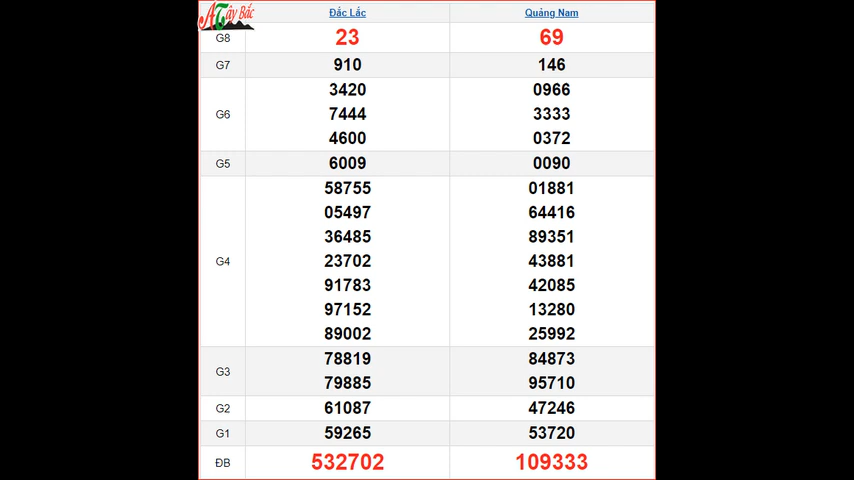 ATây Bắc
Đắc Lắc Quảng Nam
G8 23 69
G7 910 146
3420 0966
G6 7444 3333
4600 0372
G5 6009 0090
58755 01881
05497 64416
36485 89351
G4 23702 43881
91783 42085
97152 13280
89002 25992
78819 84873
G3
79885 95710
G2 61087 47246
G1 59265 53720
ĐB 532702 109333